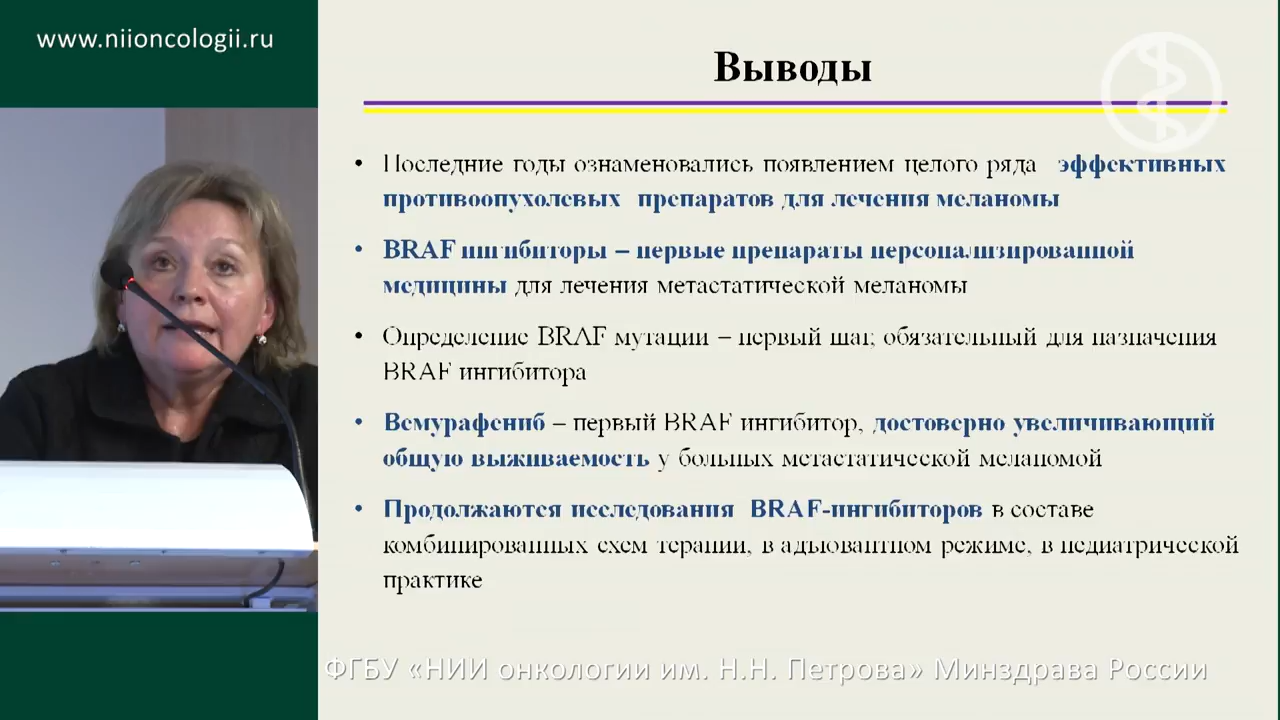 www.niioncologii.ru
Выводы
• Последние годы ознаменовались появлением целого ряда эффективных
противоопухолевых препаратов для лечения меланомы
• BRAF ингибиторы – первые препараты персонализированной
медицины для лечения метастатической меланомы
• Определение BRAF мутации – первый шаг, обязательный для назначения
BRAF ингибитора
• Вемурафениб – первый BRAF ингибитор, достоверно увеличивающий
общую выживаемость у больных метастатической меланомой
• Продолжаются исследования BRAF-ингибиторов в составе
комбинированных схем терапии, в адъювантном режиме, в педиатрической
практике
ФГБУ «НИИ онкологии им. Н.Н. Петрова» Минздрава России